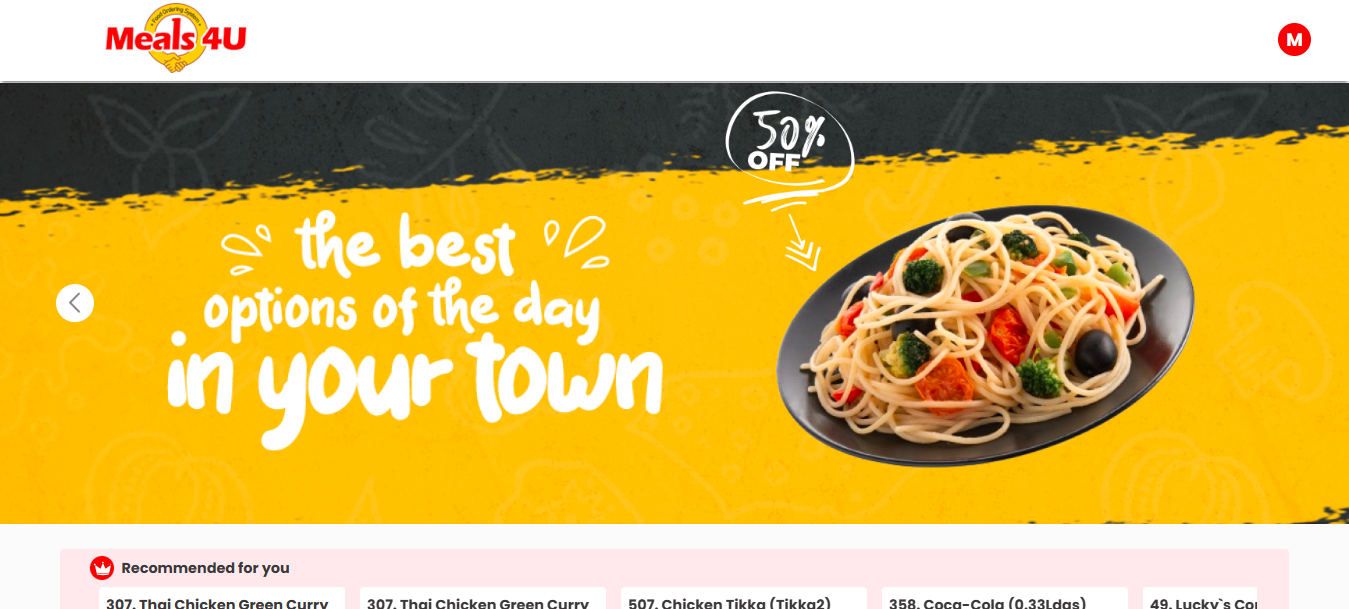 Food Ordering System
Meals 4U
M
50%
OFF
the best
options of the day
in your town
Recommended for you
307. Thai Chicken Green Curry
307. Thai Chicken Green Curry
507. Chicken Tikka (Tikka2)
358. Coca-Cola (0.33Ldas)
49. Lucky`s Co